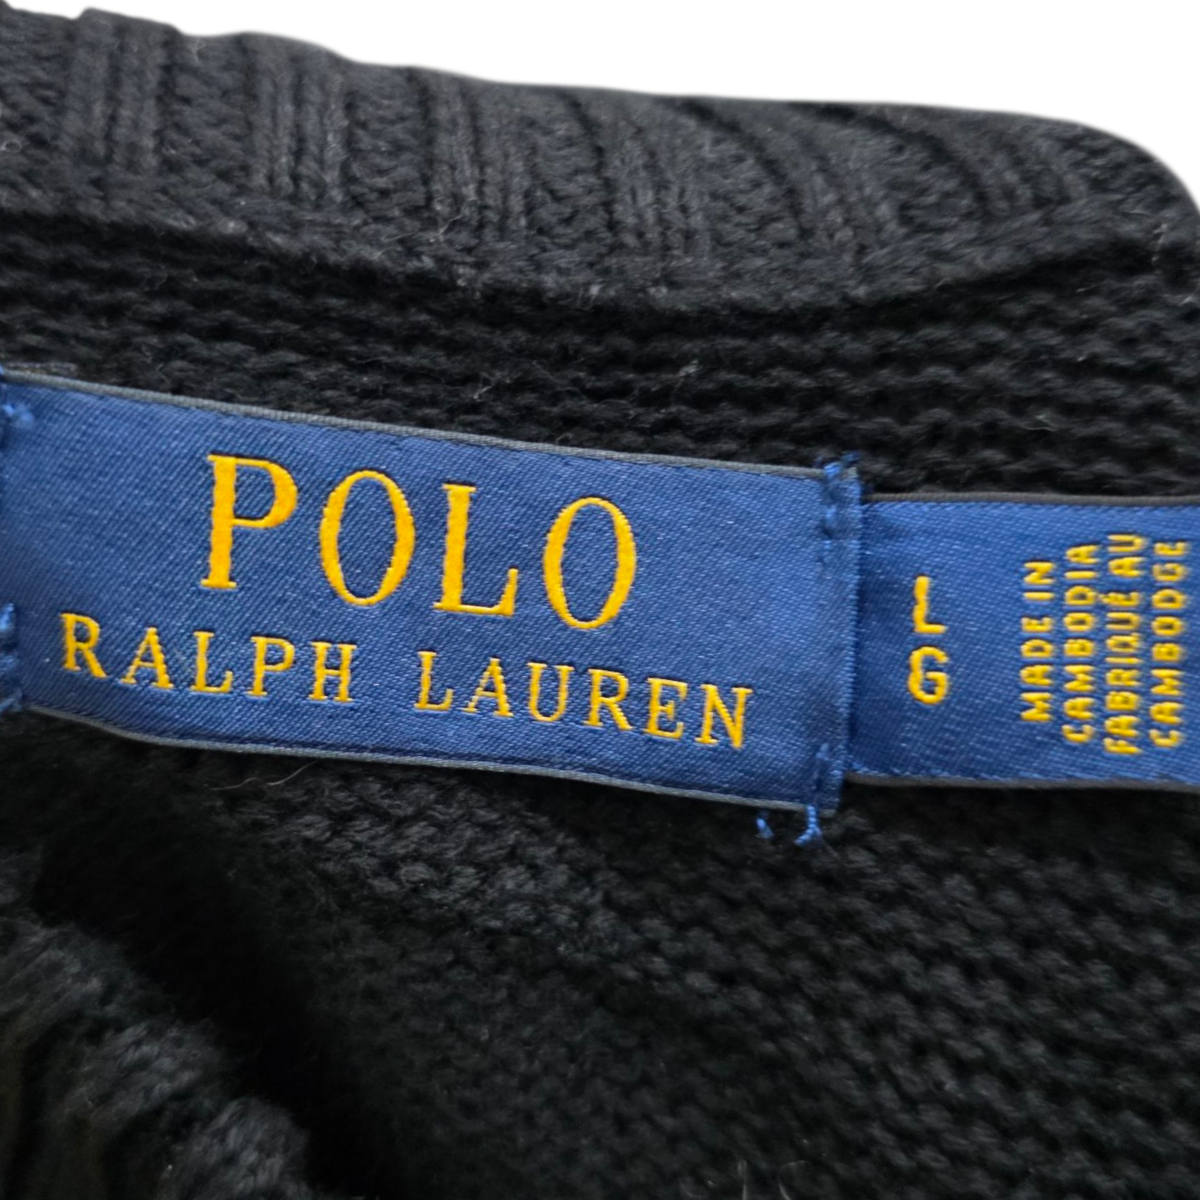 POLO
RALPH LAUREN
L
G
MADE IN
CAMBODIA
FABRIQUÉ AU
CAMBODGE